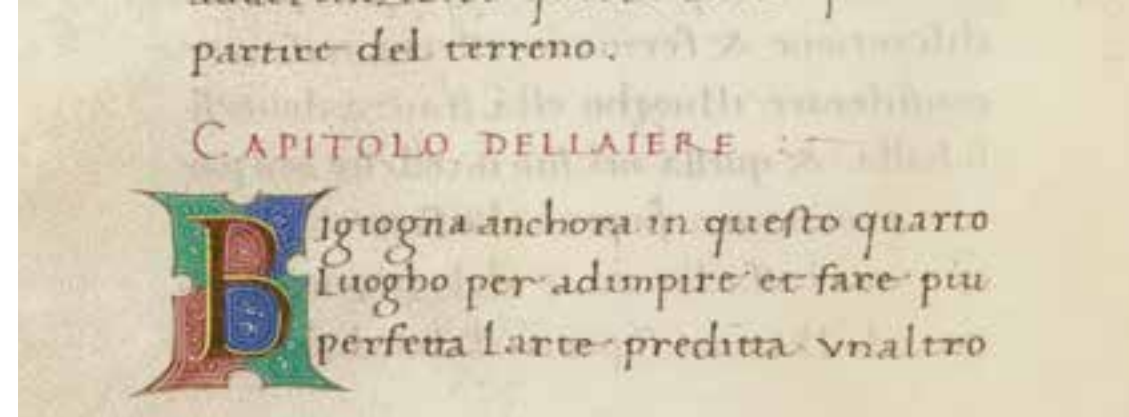 partire del terreno.
CAPITOLO DELLAIERE
Bigiogna anchora in questo quarto
Luogho per adimpire et fare piu
perfetta Larte preditta vnaltro